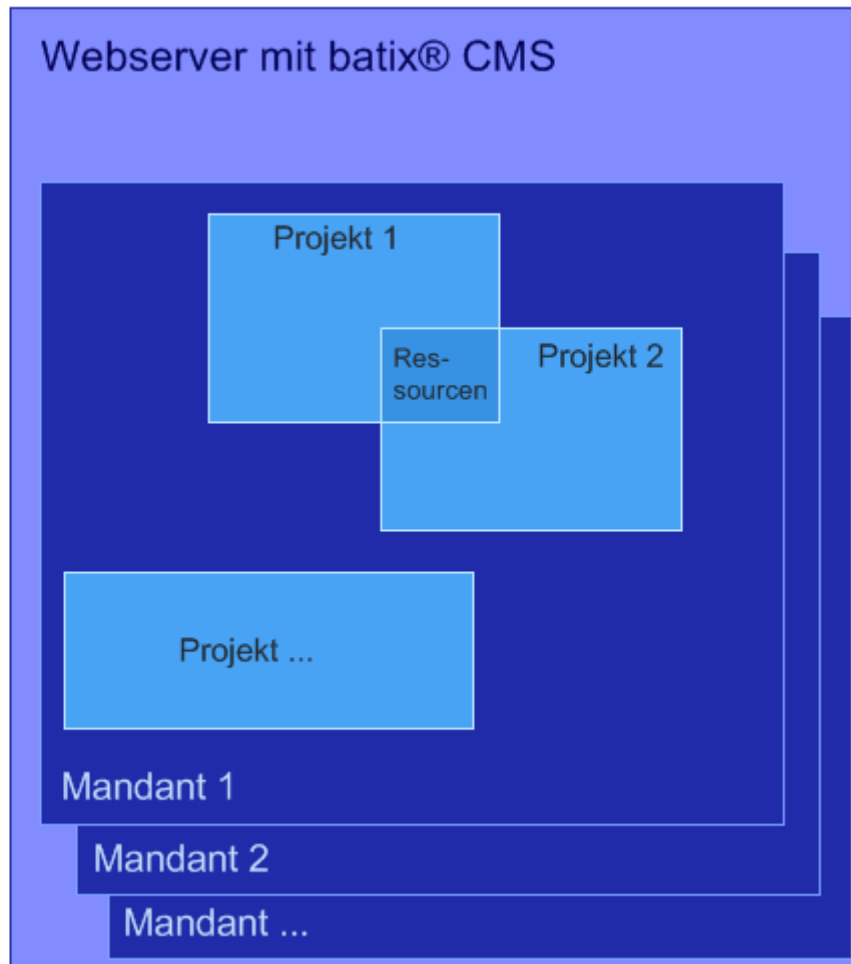 Webserver mit batix® CMS
Projekt 1
Res-
sourcen
Projekt 2
Projekt ...
Mandant 1
Mandant 2
Mandant ...